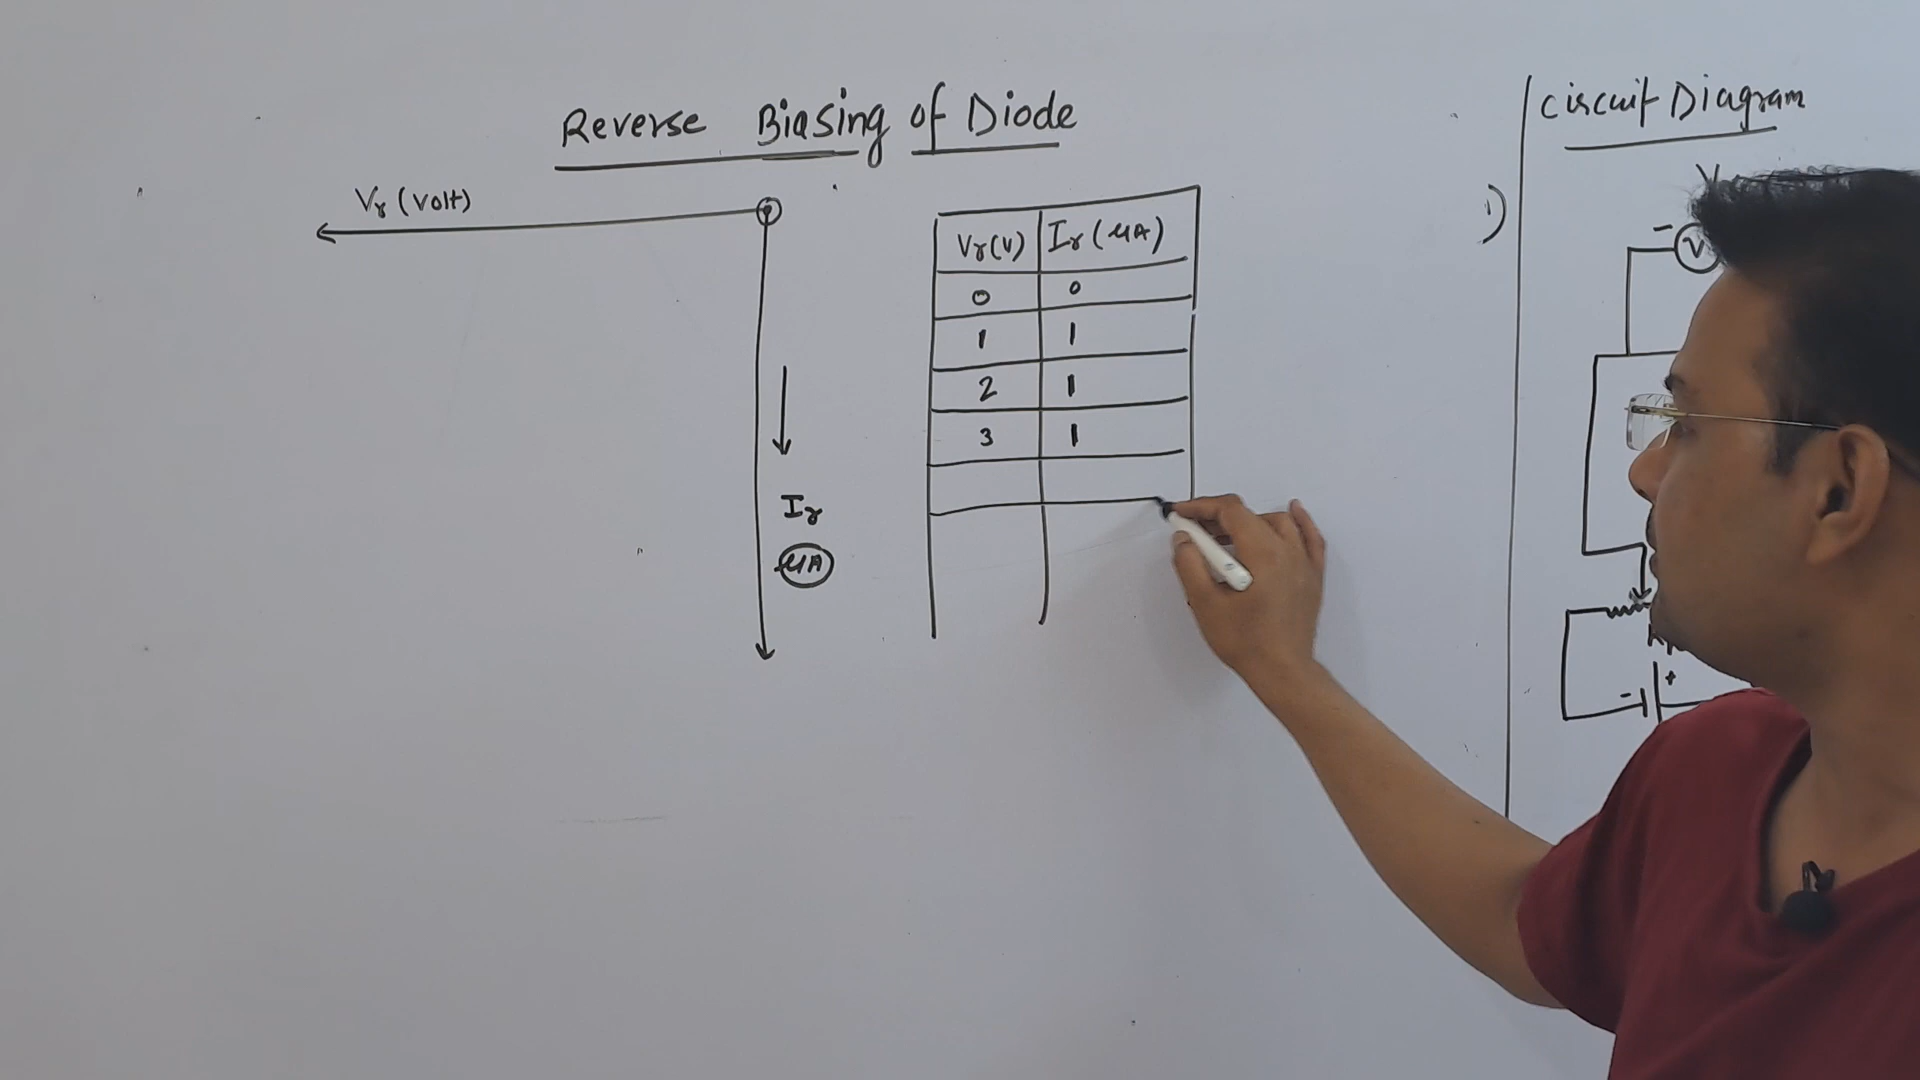 Reverse Biasing of Diode
Vr (Volt)
Ir
μA
Vr(V) Ir (μA)
0 0
1 1
2 1
3 1
Circuit Diagram
1)
V
- V
- +